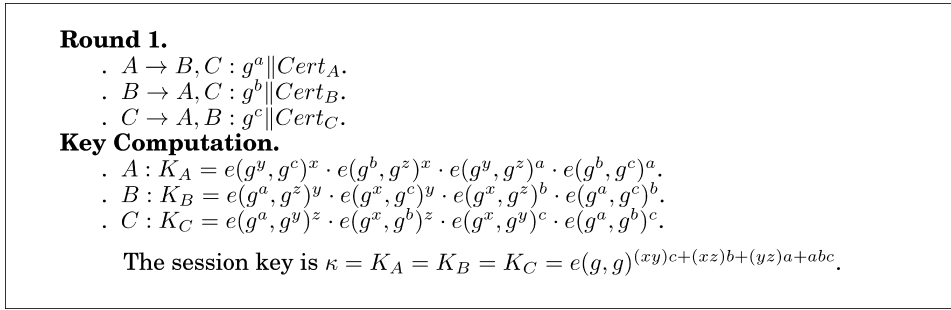 Round 1.
. A → B, C : g^a‖Cert_A.
. B → A, C : g^b‖Cert_B.
. C → A, B : g^c‖Cert_C.
Key Computation.
. A : K_A = e(g^y, g^c)^x · e(g^b, g^z)^x · e(g^y, g^z)^a · e(g^b, g^c)^a.
. B : K_B = e(g^a, g^z)^y · e(g^x, g^c)^y · e(g^x, g^z)^b · e(g^a, g^c)^b.
. C : K_C = e(g^a, g^y)^z · e(g^x, g^b)^z · e(g^x, g^y)^c · e(g^a, g^b)^c.
The session key is κ = K_A = K_B = K_C = e(g, g)^{(xy)c+(xz)b+(yz)a+abc}.